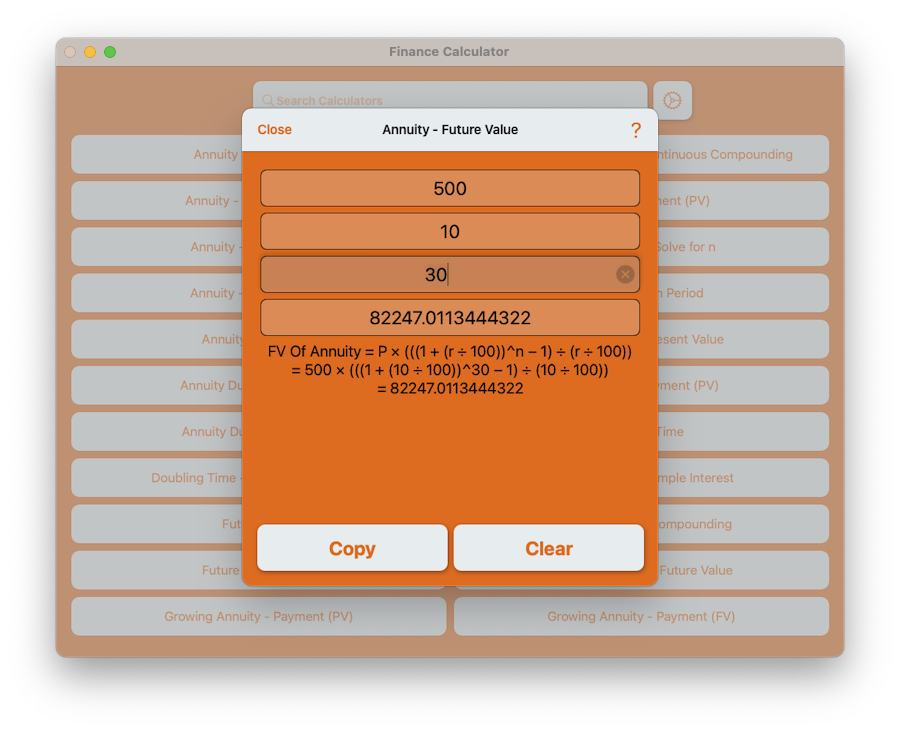 Finance Calculator
Search Calculators
Close
Annuity - Future Value
?
500
10
30
82247.0113444322
FV Of Annuity = P × (((1 + (r ÷ 100))^n – 1) ÷ (r ÷ 100))
= 500 × (((1 + (10 ÷ 100))^30 – 1) ÷ (10 ÷ 100))
= 82247.0113444322
Copy
Clear
Annuity
tinuous Compounding
Annuity -
ent (PV)
Annuity -
Solve for n
Annuity -
Period
Annuity
esent Value
Annuity Du
ment (PV)
Annuity Du
Time
Doubling Time -
mple Interest
Fut
ompounding
Future
Future Value
Growing Annuity - Payment (PV)
Growing Annuity - Payment (FV)